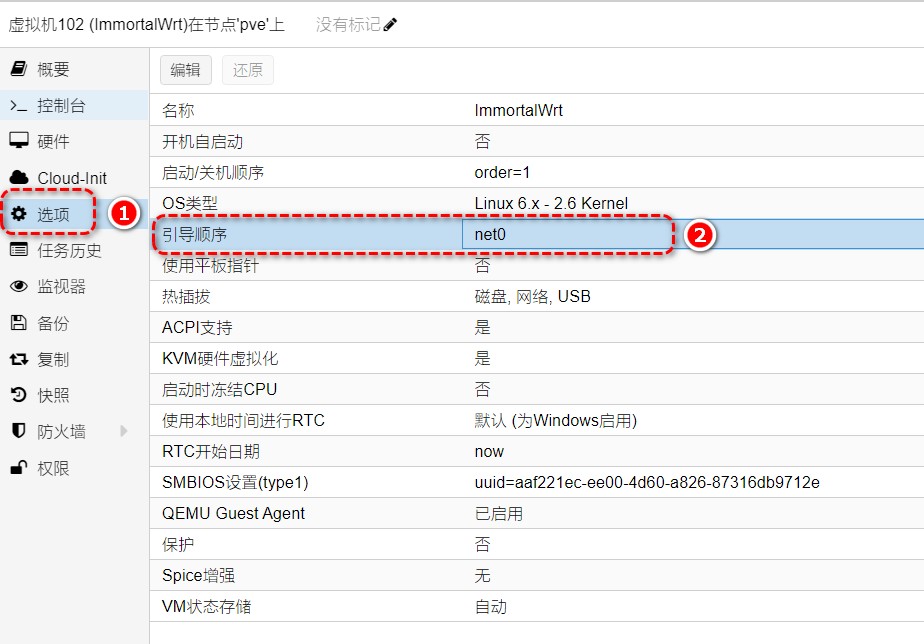 虚拟机102 (ImmortalWrt)在节点'pve'上 没有标记
概要
控制台
硬件
Cloud-Init
选项
1
任务历史
监视器
备份
复制
快照
防火墙
权限
编辑 还原
名称 ImmortalWrt
开机自启动 否
启动/关机顺序 order=1
OS类型 Linux 6.x - 2.6 Kernel
引导顺序 net0
2
使用平板指针 否
热插拔 磁盘, 网络, USB
ACPI支持 是
KVM硬件虚拟化 是
启动时冻结CPU 否
使用本地时间进行RTC 默认 (为Windows启用)
RTC开始日期 now
SMBIOS设置(type1) uuid=aaf221ec-ee00-4d60-a826-87316db9712e
QEMU Guest Agent 已启用
保护 否
Spice增强 无
VM状态存储 自动